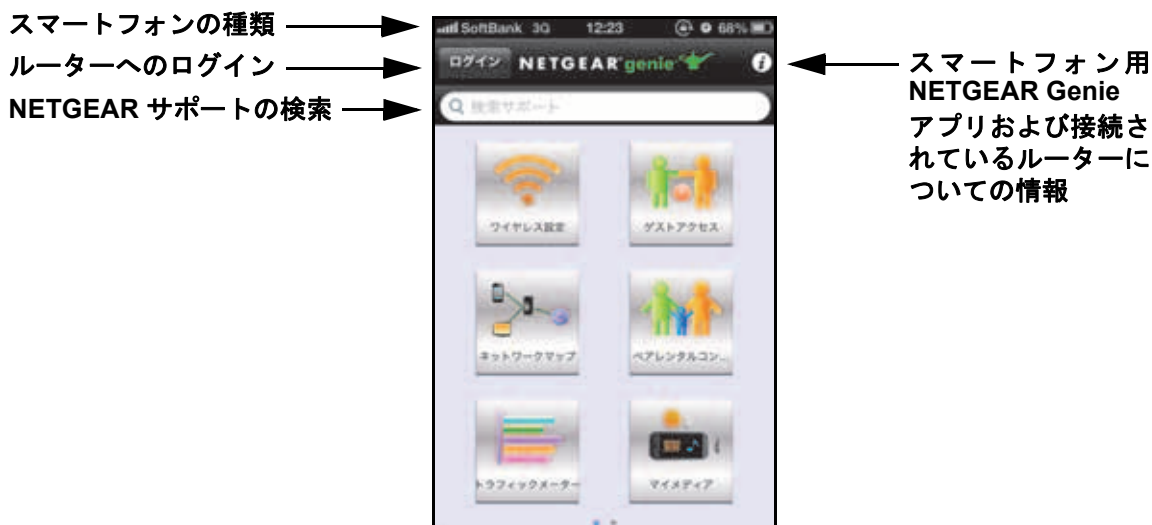 スマートフォンの種類
ルーターへのログイン
NETGEAR サポートの検索
SoftBank 3G 12:23 68%
ログイン NETGEAR genie
検索サポート
ワイヤレス設定
ゲストアクセス
ネットワークマップ
ペアレンタルコン...
トラフィックメーター
マイメディア
スマートフォン用
NETGEAR Genie
アプリおよび接続さ
れているルーターに
ついての情報